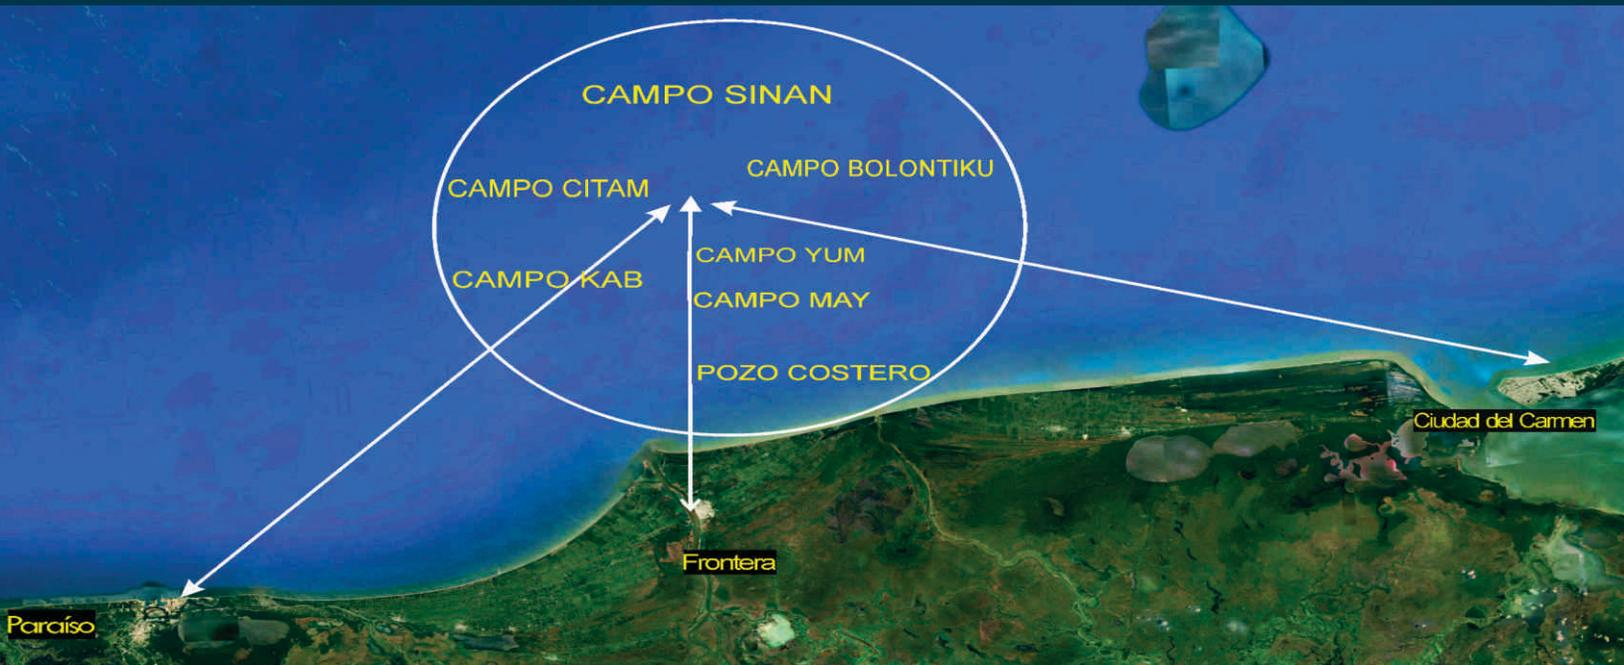 CAMPO SINAN
CAMPO BOLONTIKU
CAMPO CITAM
CAMPO YUM
CAMPO KAB
CAMPO MAY
POZO COSTERO
Ciudad del Carmen
Frontera
Paraíso